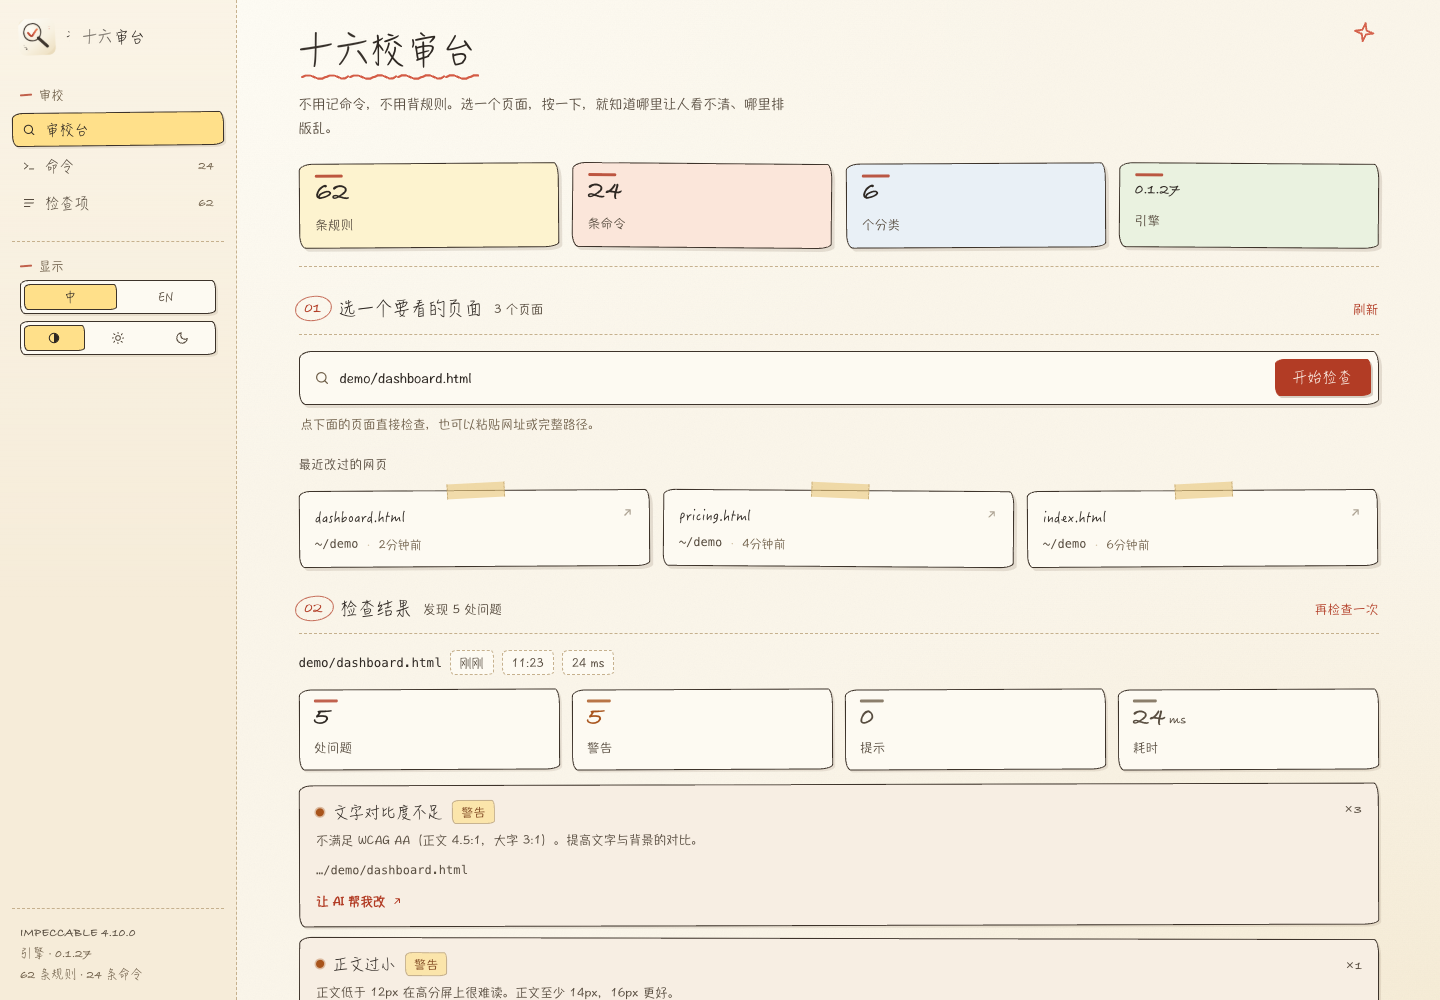 十六审台
审校
审校台
命令 24
检查项 62
显示
中 EN
IMPECCABLE 4.10.0
引擎 · 0.1.27
62 条规则 · 24 条命令
十六校审台
不用记命令，不用背规则。选一个页面，按一下，就知道哪里让人看不清、哪里排
版乱。
62
条规则
24
条命令
6
个分类
0.1.27
引擎
01 选一个要看的页面 3 个页面 刷新
demo/dashboard.html 开始检查
点下面的页面直接检查，也可以粘贴网址或完整路径。
最近改过的网页
dashboard.html
~/demo · 2分钟前
pricing.html
~/demo · 4分钟前
index.html
~/demo · 6分钟前
02 检查结果 发现 5 处问题 再检查一次
demo/dashboard.html 刚刚 11:23 24 ms
5
处问题
5
警告
0
提示
24 ms
耗时
文字对比度不足 警告 ×3
不满足 WCAG AA（正文 4.5:1，大字 3:1）。提高文字与背景的对比。
…/demo/dashboard.html
让 AI 帮我改
正文过小 警告 ×1
正文低于 12px 在高分屏上很难读。正文至少 14px，16px 更好。